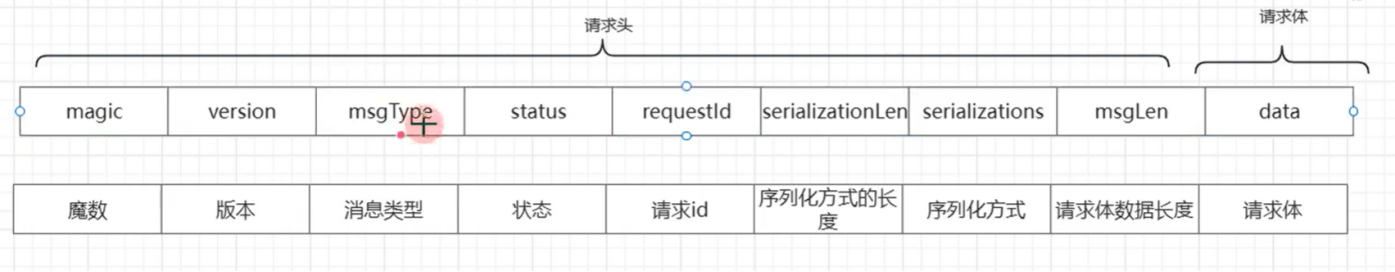 请求头
请求体
magic version msgType status requestId serializationLen serializations msgLen data
魔数 版本 消息类型 状态 请求id 序列化方式的长度 序列化方式 请求体数据长度 请求体